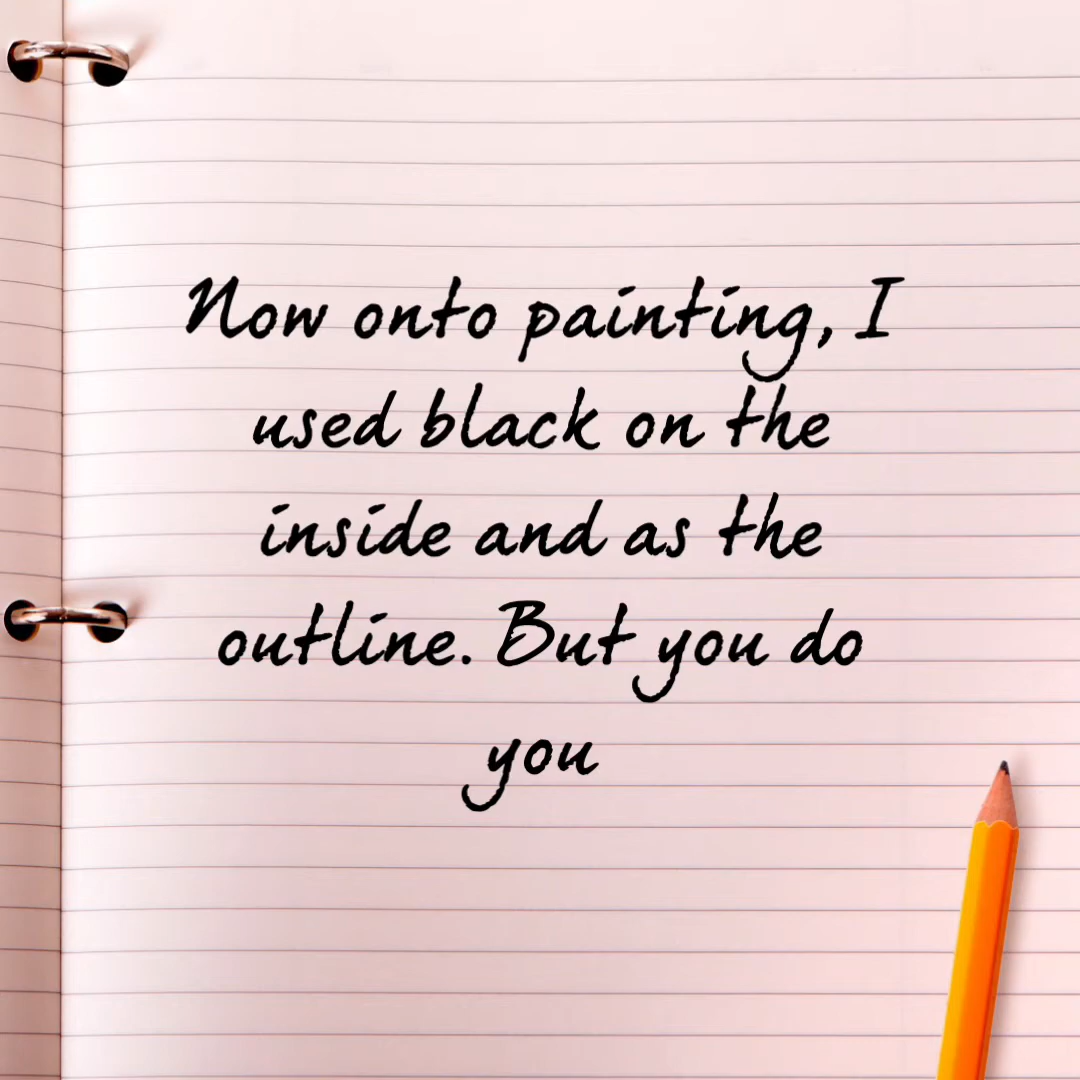 Now onto painting, I
used black on the
inside and as the
outline. But you do
you